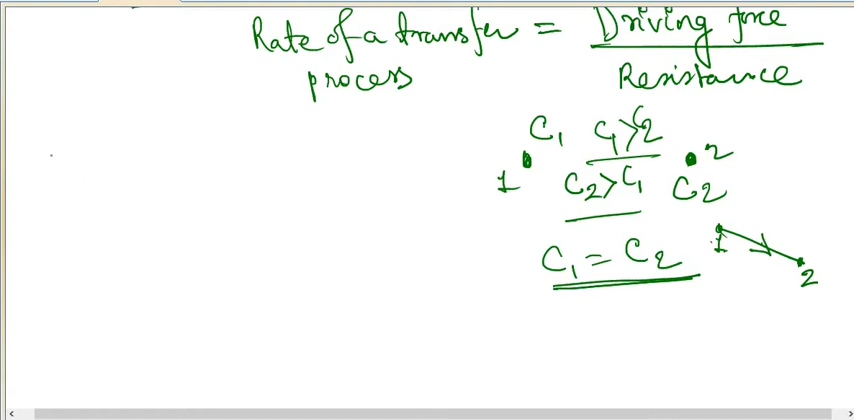 Rate of a transfer = Driving force
process Resistance
C₁ C₁>C₂
1 2
C₂>C₁ C₂
C₁ = C₂ 1
2